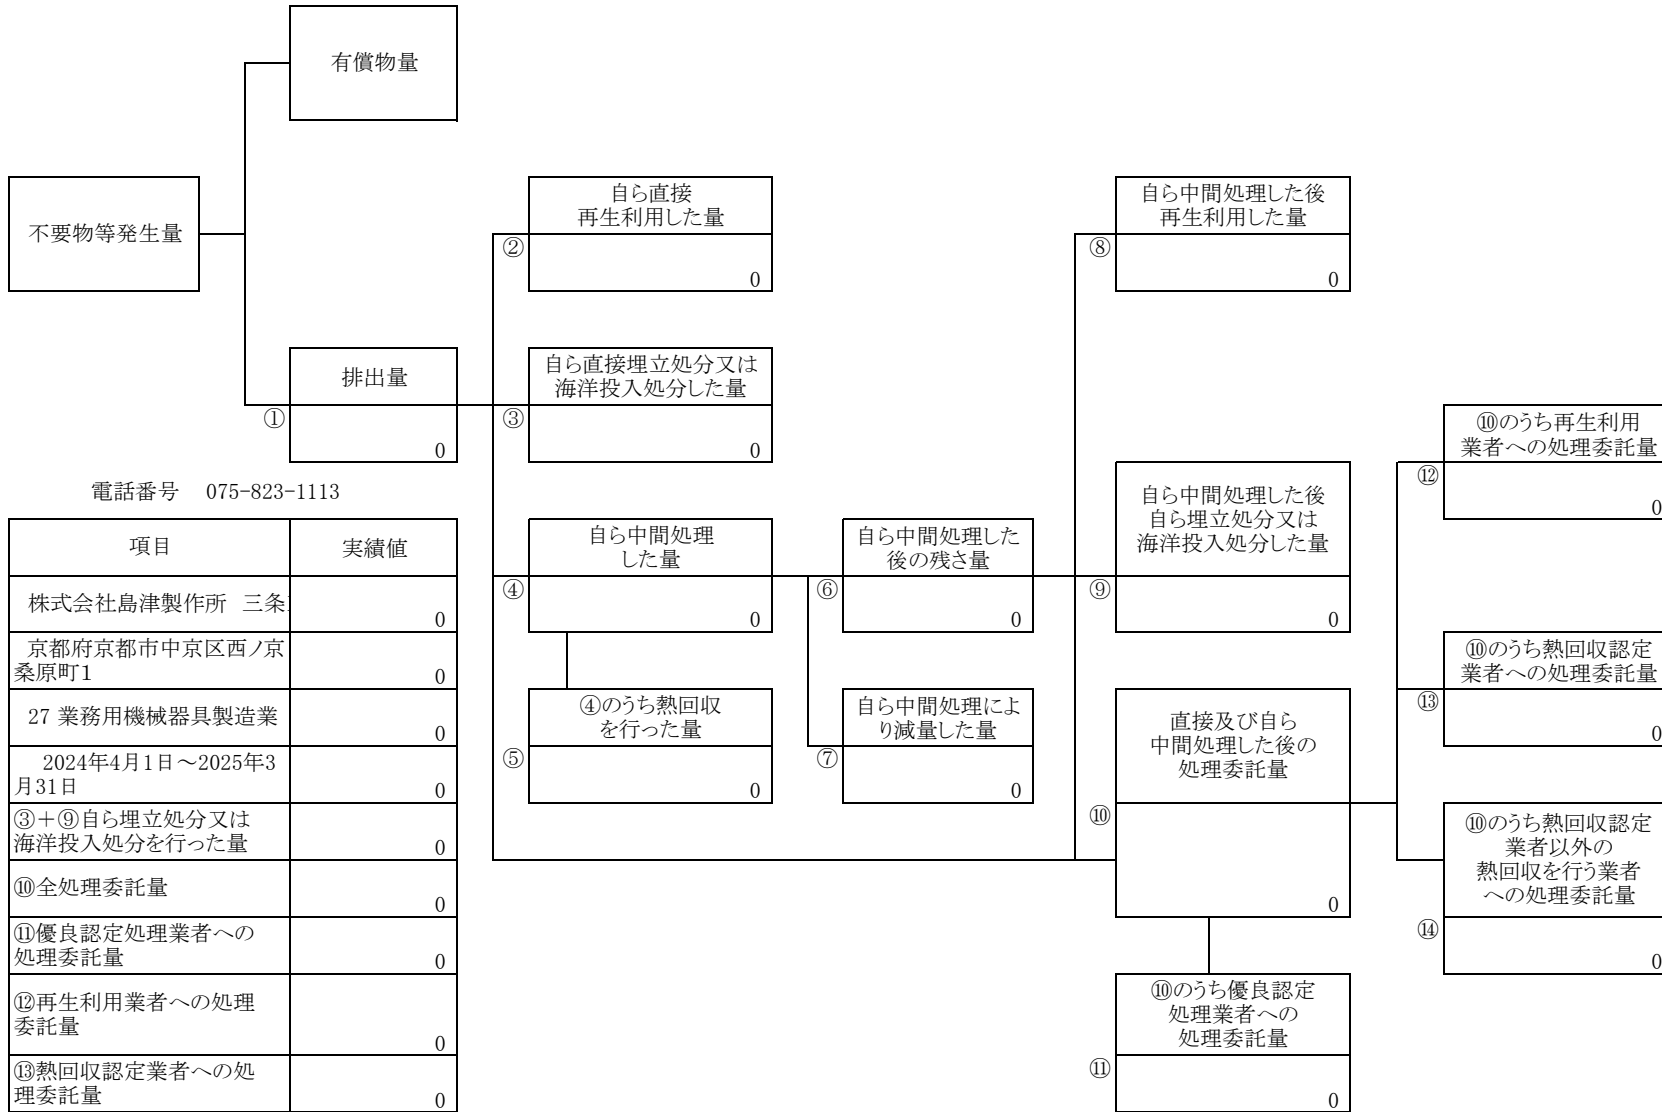 有償物量
不要物等発生量
自ら直接
再生利用した量
②
0
自ら中間処理した後
再生利用した量
⑧
0
排出量
①
0
自ら直接埋立処分又は
海洋投入処分した量
③
0
⑩のうち再生利用
業者への処理委託量
⑫
0
電話番号 075-823-1113
項目
実績値
株式会社島津製作所 三条
0
京都府京都市中京区西ノ京
桑原町1
0
27 業務用機械器具製造業
0
2024年4月1日～2025年3
月31日
0
③＋⑨自ら埋立処分又は
海洋投入処分を行った量
0
⑩全処理委託量
0
⑪優良認定処理業者への
処理委託量
0
⑫再生利用業者への処理
委託量
0
⑬熱回収認定業者への処
理委託量
0
自ら中間処理
した量
④
0
自ら中間処理した
後の残さ量
⑥
0
自ら中間処理した後
自ら埋立処分又は
海洋投入処分した量
⑨
0
④のうち熱回収
を行った量
⑤
0
自ら中間処理によ
り減量した量
⑦
0
直接及び自ら
中間処理した後の
処理委託量
⑩
0
⑩のうち熱回収認定
業者への処理委託量
⑬
0
⑩のうち熱回収認定
業者以外の
熱回収を行う業者
への処理委託量
⑭
0
⑩のうち優良認定
処理業者への
処理委託量
⑪
0